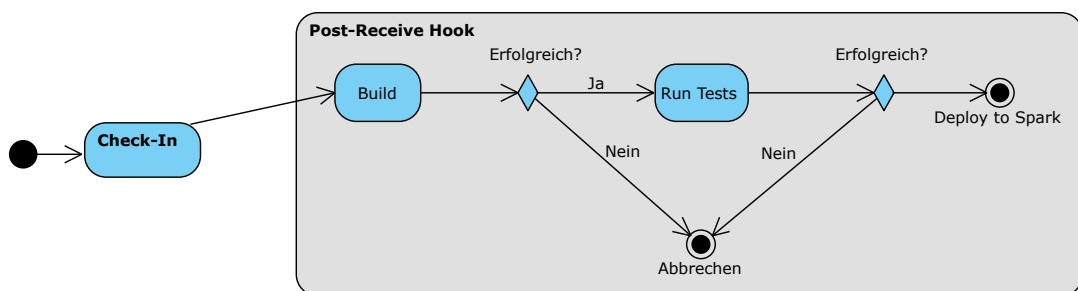 Post-Receive Hook
Erfolgreich?
Erfolgreich?
Build
Ja
Run Tests
Deploy to Spark
Check-In
Nein
Nein
Abbrechen